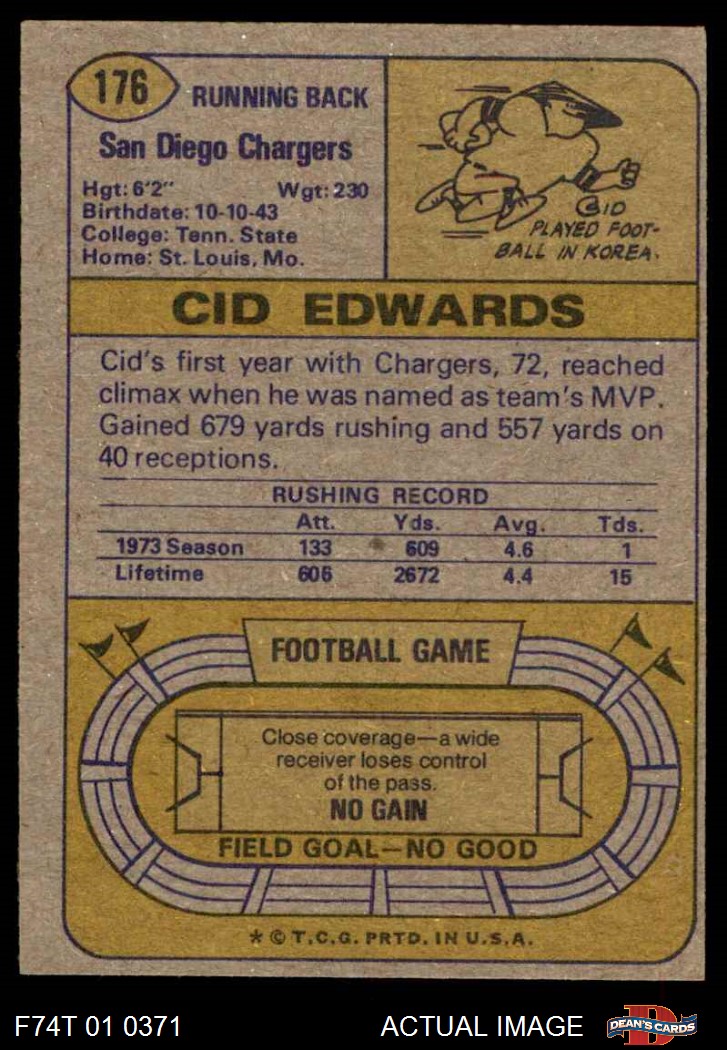 176
RUNNING BACK
San Diego Chargers
Hgt: 6'2" Wgt: 230
Birthdate: 10-10-43
College: Tenn. State
Home: St. Louis, Mo.
CID
PLAYED FOOT-
BALL IN KOREA.
CID EDWARDS
Cid's first year with Chargers, 72, reached
climax when he was named as team's MVP.
Gained 679 yards rushing and 557 yards on
40 receptions.
RUSHING RECORD
Att. Yds. Avg. Tds.
1973 Season 133 609 4.6 1
Lifetime 606 2672 4.4 15
FOOTBALL GAME
Close coverage—a wide
receiver loses control
of the pass.
NO GAIN
FIELD GOAL—NO GOOD
* © T.C.G. PRTD. IN U.S.A.
F74T 01 0371 ACTUAL IMAGE
D
DEAN'S CARDS